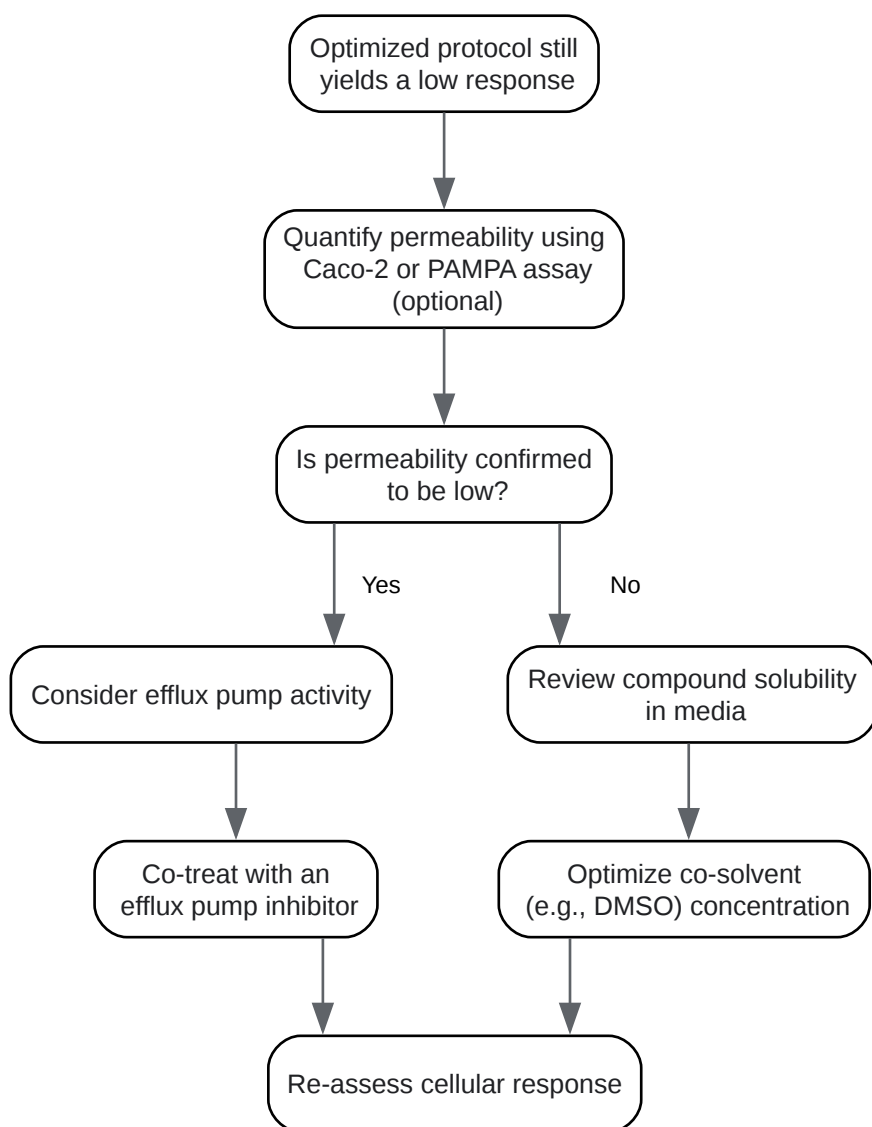 Optimized protocol still
yields a low response
Quantify permeability using
Caco-2 or PAMPA assay
(optional)
Is permeability confirmed
to be low?
Yes
No
Consider efflux pump activity
Review compound solubility
in media
Co-treat with an
efflux pump inhibitor
Optimize co-solvent
(e.g., DMSO) concentration
Re-assess cellular response